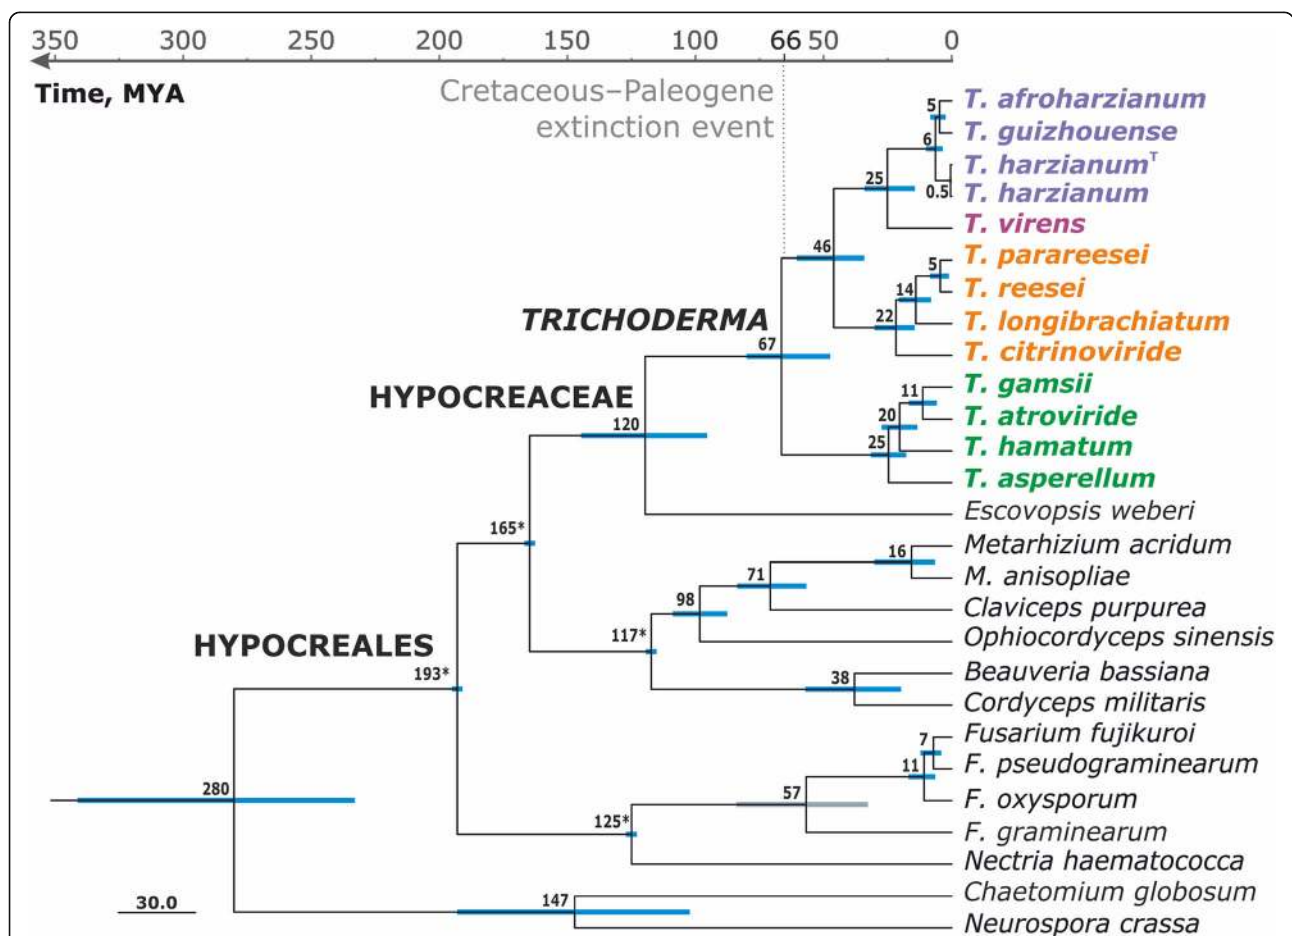 350 300 250 200 150 100 66 50 0
Time, MYA
Cretaceous–Paleogene
extinction event
5
T. afroharzianum
T. guizhouense
6
T. harzianumᵀ
25
0.5
T. harzianum
T. virens
46
T. parareesei
5
T. reesei
14
TRICHODERMA
22
T. longibrachiatum
67
T. citrinoviride
HYPOCREACEAE
11
T. gamsii
20
T. atroviride
120
25
T. hamatum
T. asperellum
Escovopsis weberi
165*
16
Metarhizium acridum
71
M. anisopliae
98
Claviceps purpurea
HYPOCREALES
117*
Ophiocordyceps sinensis
193*
38
Beauveria bassiana
Cordyceps militaris
7
Fusarium fujikuroi
11
F. pseudograminearum
280
57
F. oxysporum
125*
F. graminearum
Nectria haematococca
30.0
147
Chaetomium globosum
Neurospora crassa